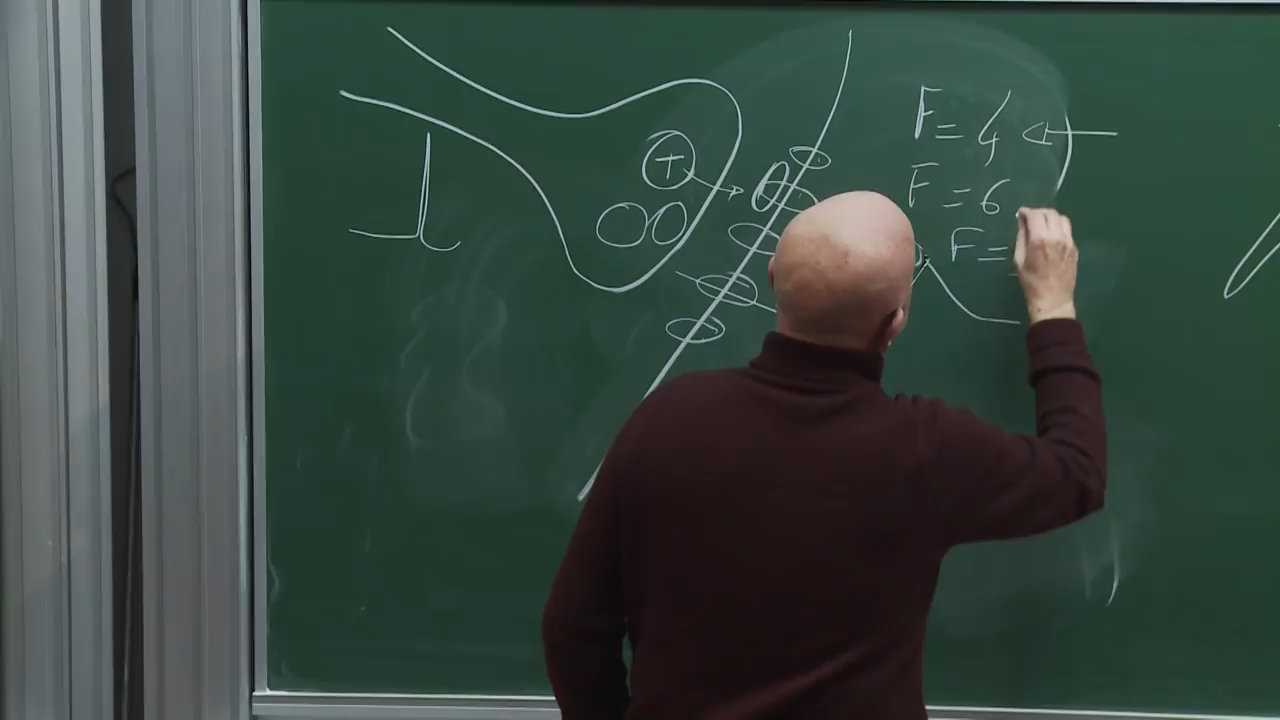 F = 4
F = 6
F =
+